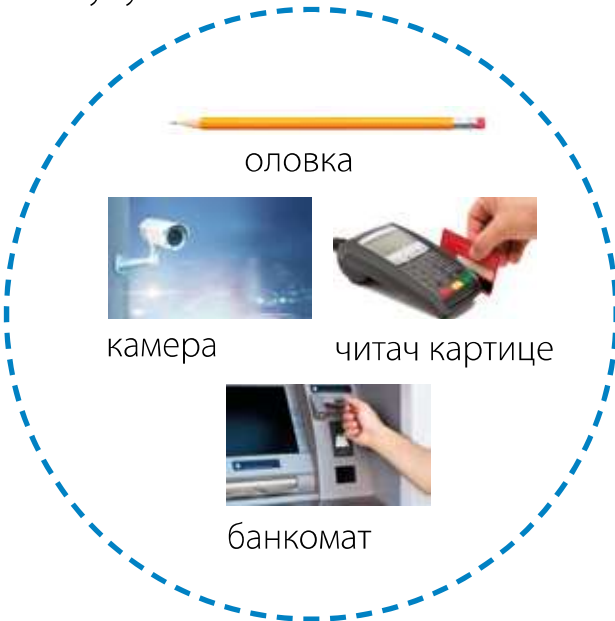 оловка
камера
читач картице
банкомат